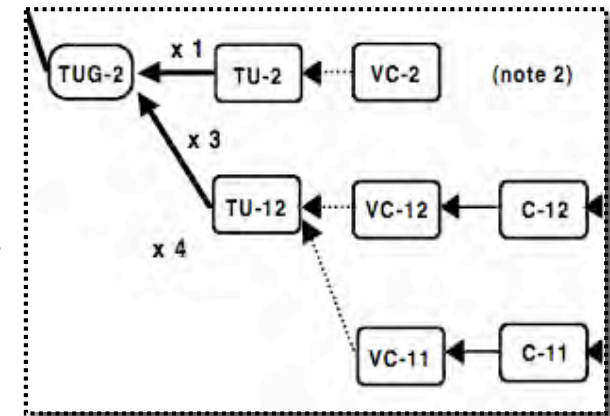 x 1
TUG-2 TU-2 VC-2 (note 2)
x 3
TU-12 VC-12 C-12
x 4
VC-11 C-11